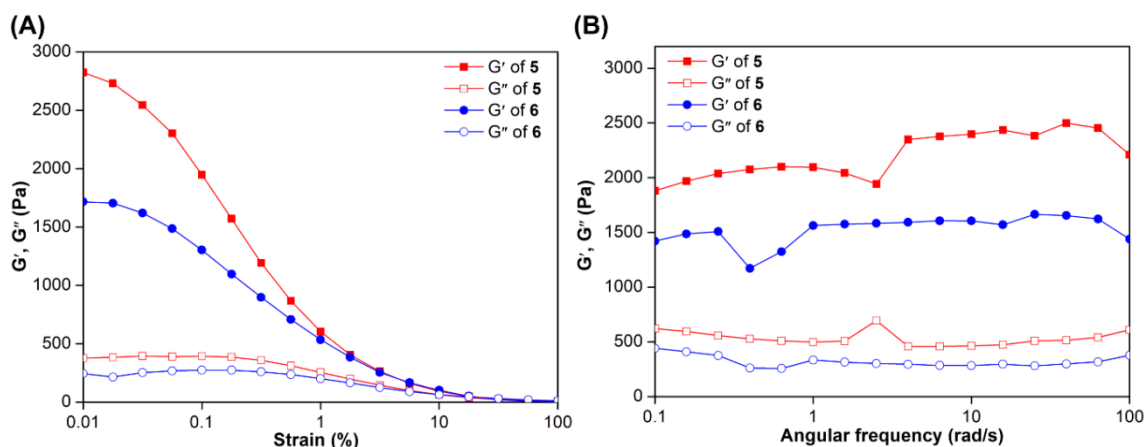 (A)
3000
2500
2000
1500
1000
500
0
G′, G″ (Pa)
G′ of 5
G″ of 5
G′ of 6
G″ of 6
0.01 0.1 1 10 100
Strain (%)
(B)
3000
2500
2000
1500
1000
500
0
G′, G″ (Pa)
G′ of 5
G″ of 5
G′ of 6
G″ of 6
0.1 1 10 100
Angular frequency (rad/s)